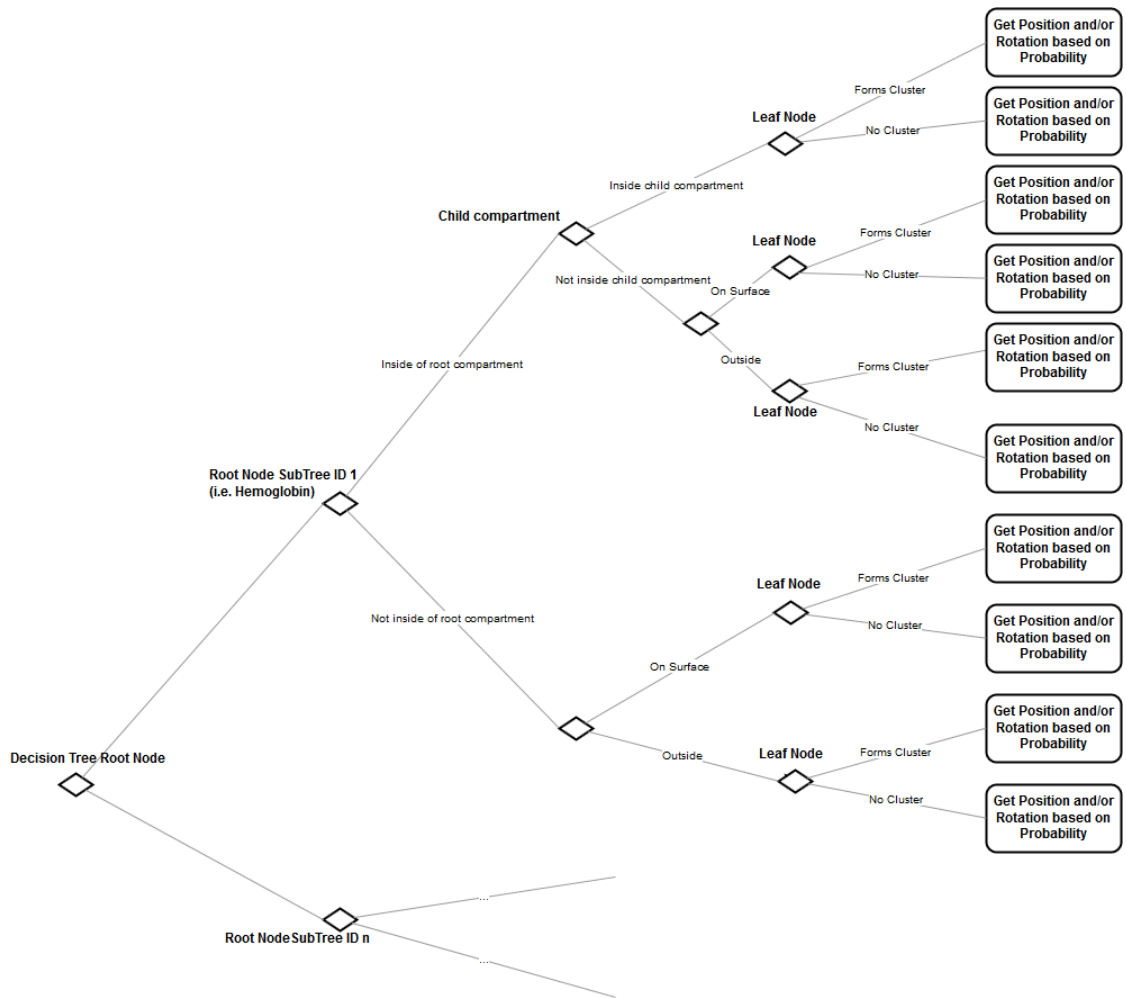 Get Position and/or
Rotation based on
Probability
Forms Cluster
Get Position and/or
Rotation based on
Probability
Leaf Node
No Cluster
Get Position and/or
Rotation based on
Probability
Inside child compartment
Child compartment
Forms Cluster
Leaf Node
Get Position and/or
Rotation based on
Probability
No Cluster
Not inside child compartment
On Surface
Get Position and/or
Rotation based on
Probability
Outside
Forms Cluster
Inside of root compartment
Leaf Node
No Cluster
Get Position and/or
Rotation based on
Probability
Root Node SubTree ID 1
(i.e. Hemoglobin)
Get Position and/or
Rotation based on
Probability
Forms Cluster
Leaf Node
Not inside of root compartment
No Cluster
Get Position and/or
Rotation based on
Probability
On Surface
Get Position and/or
Rotation based on
Probability
Forms Cluster
Outside
Leaf Node
Decision Tree Root Node
No Cluster
Get Position and/or
Rotation based on
Probability
...
Root Node SubTree ID n
...